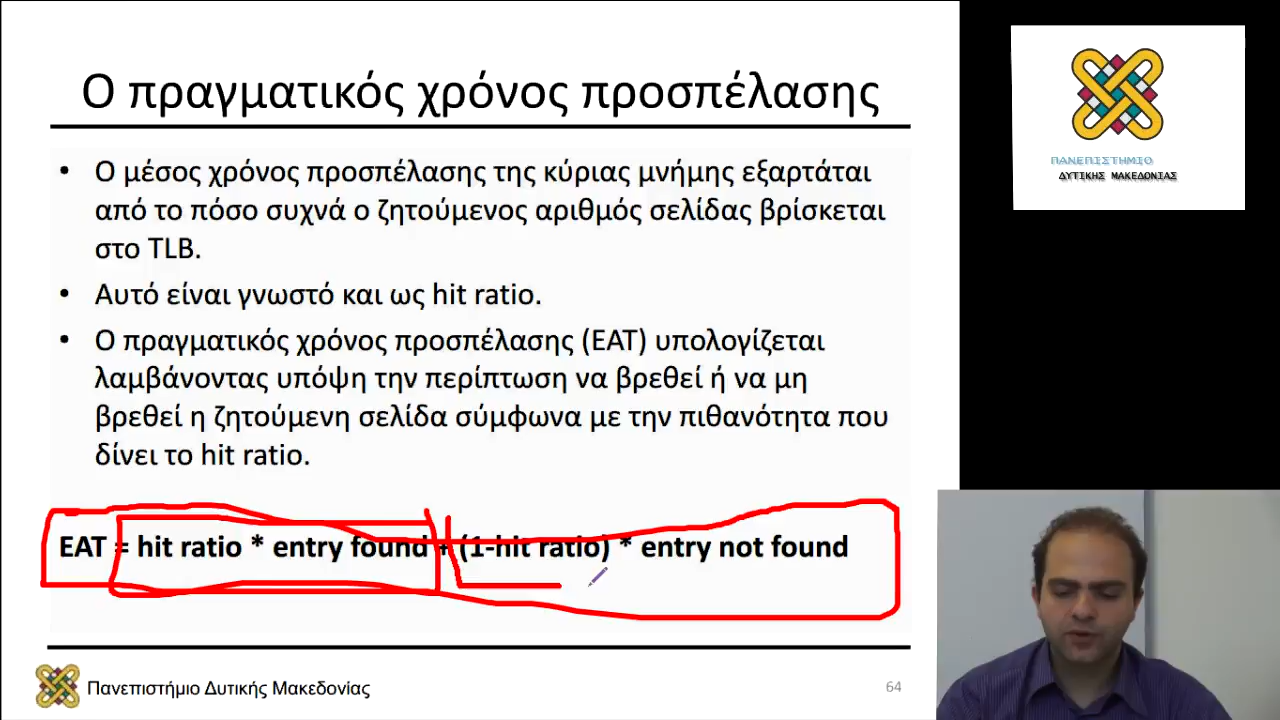 Ο πραγματικός χρόνος προσπέλασης
• Ο μέσος χρόνος προσπέλασης της κύριας μνήμης εξαρτάται
από το πόσο συχνά ο ζητούμενος αριθμός σελίδας βρίσκεται
στο TLB.
• Αυτό είναι γνωστό και ως hit ratio.
• Ο πραγματικός χρόνος προσπέλασης (EAT) υπολογίζεται
λαμβάνοντας υπόψη την περίπτωση να βρεθεί ή να μη
βρεθεί η ζητούμενη σελίδα σύμφωνα με την πιθανότητα που
δίνει το hit ratio.
EAT = hit ratio * entry found + (1-hit ratio) * entry not found
Πανεπιστήμιο Δυτικής Μακεδονίας
64
ΠΑΝΕΠΙΣΤΗΜΙΟ
ΔΥΤΙΚΗΣ ΜΑΚΕΔΟΝΙΑΣ